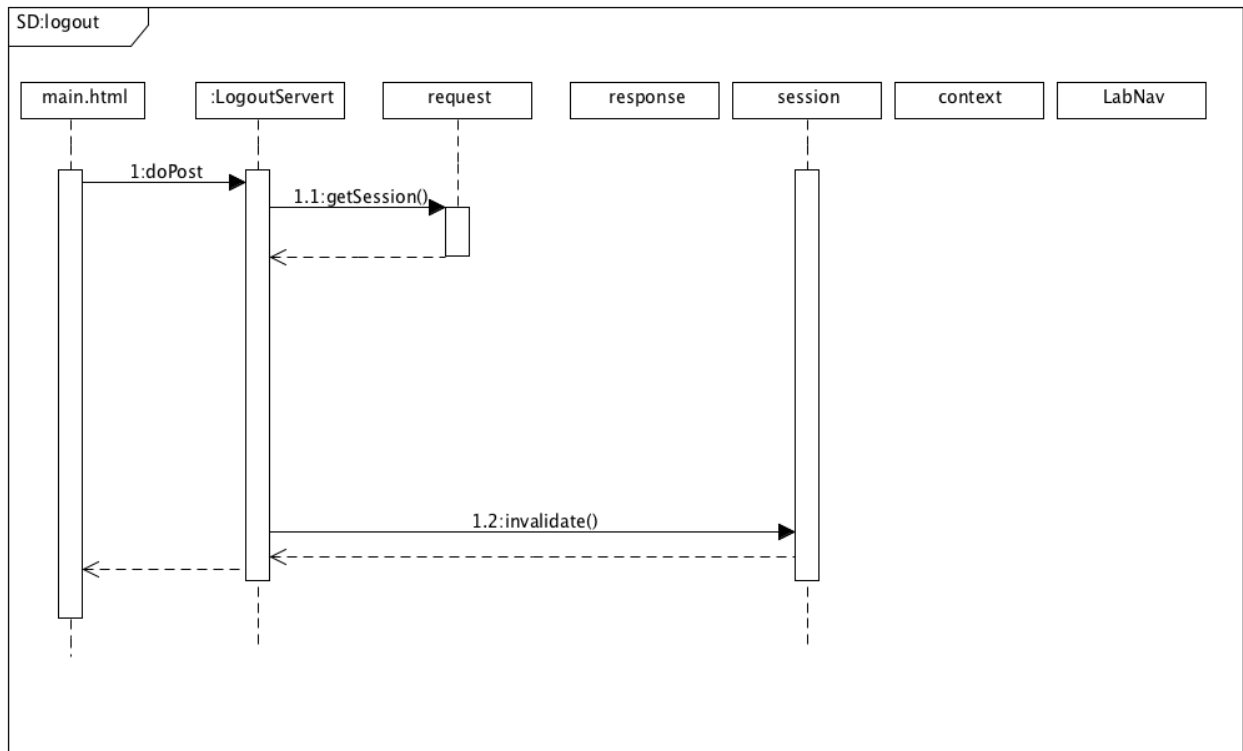 SD:logout
main.html
:LogoutServert
request
response
session
context
LabNav
1:doPost
1.1:getSession()
1.2:invalidate()